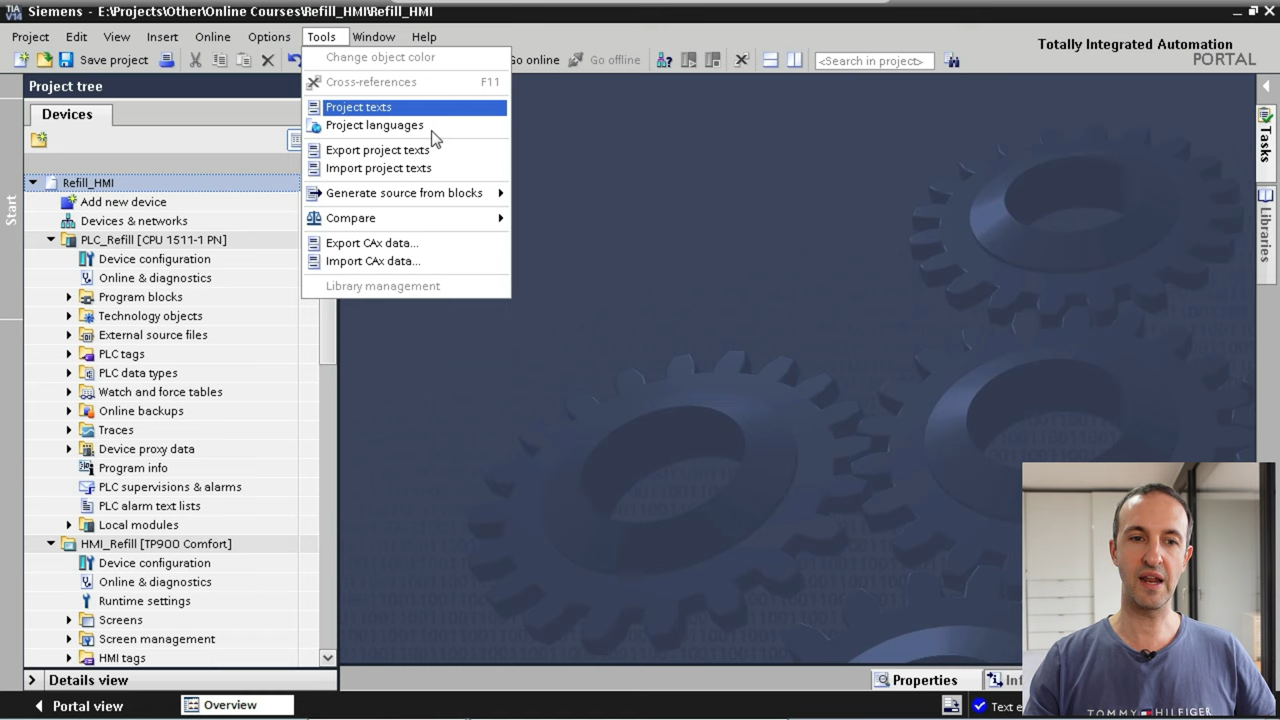 TIA
V14
Siemens - E:\Projects\Other\Online Courses\Refill_HMI\Refill_HMI
Project Edit View Insert Online Options Tools Window Help
Totally Integrated Automation
PORTAL
Save project
Go offline
<Search in project>
Project tree
Devices
Refill_HMI
Add new device
Devices & networks
PLC_Refill [CPU 1511-1 PN]
Device configuration
Online & diagnostics
Program blocks
Technology objects
External source files
PLC tags
PLC data types
Watch and force tables
Online backups
Traces
Device proxy data
Program info
PLC supervisions & alarms
PLC alarm text lists
Local modules
HMI_Refill [TP900 Comfort]
Device configuration
Online & diagnostics
Runtime settings
Screens
Screen management
HMI tags
Details view
Portal view
Overview
Change object color
Cross-references F11
Project texts
Project languages
Export project texts
Import project texts
Generate source from blocks
Compare
Export CAx data...
Import CAx data...
Library management
o online
Start
Tasks
Libraries
Properties
Inf
Text e
TOMMY HILFIGER